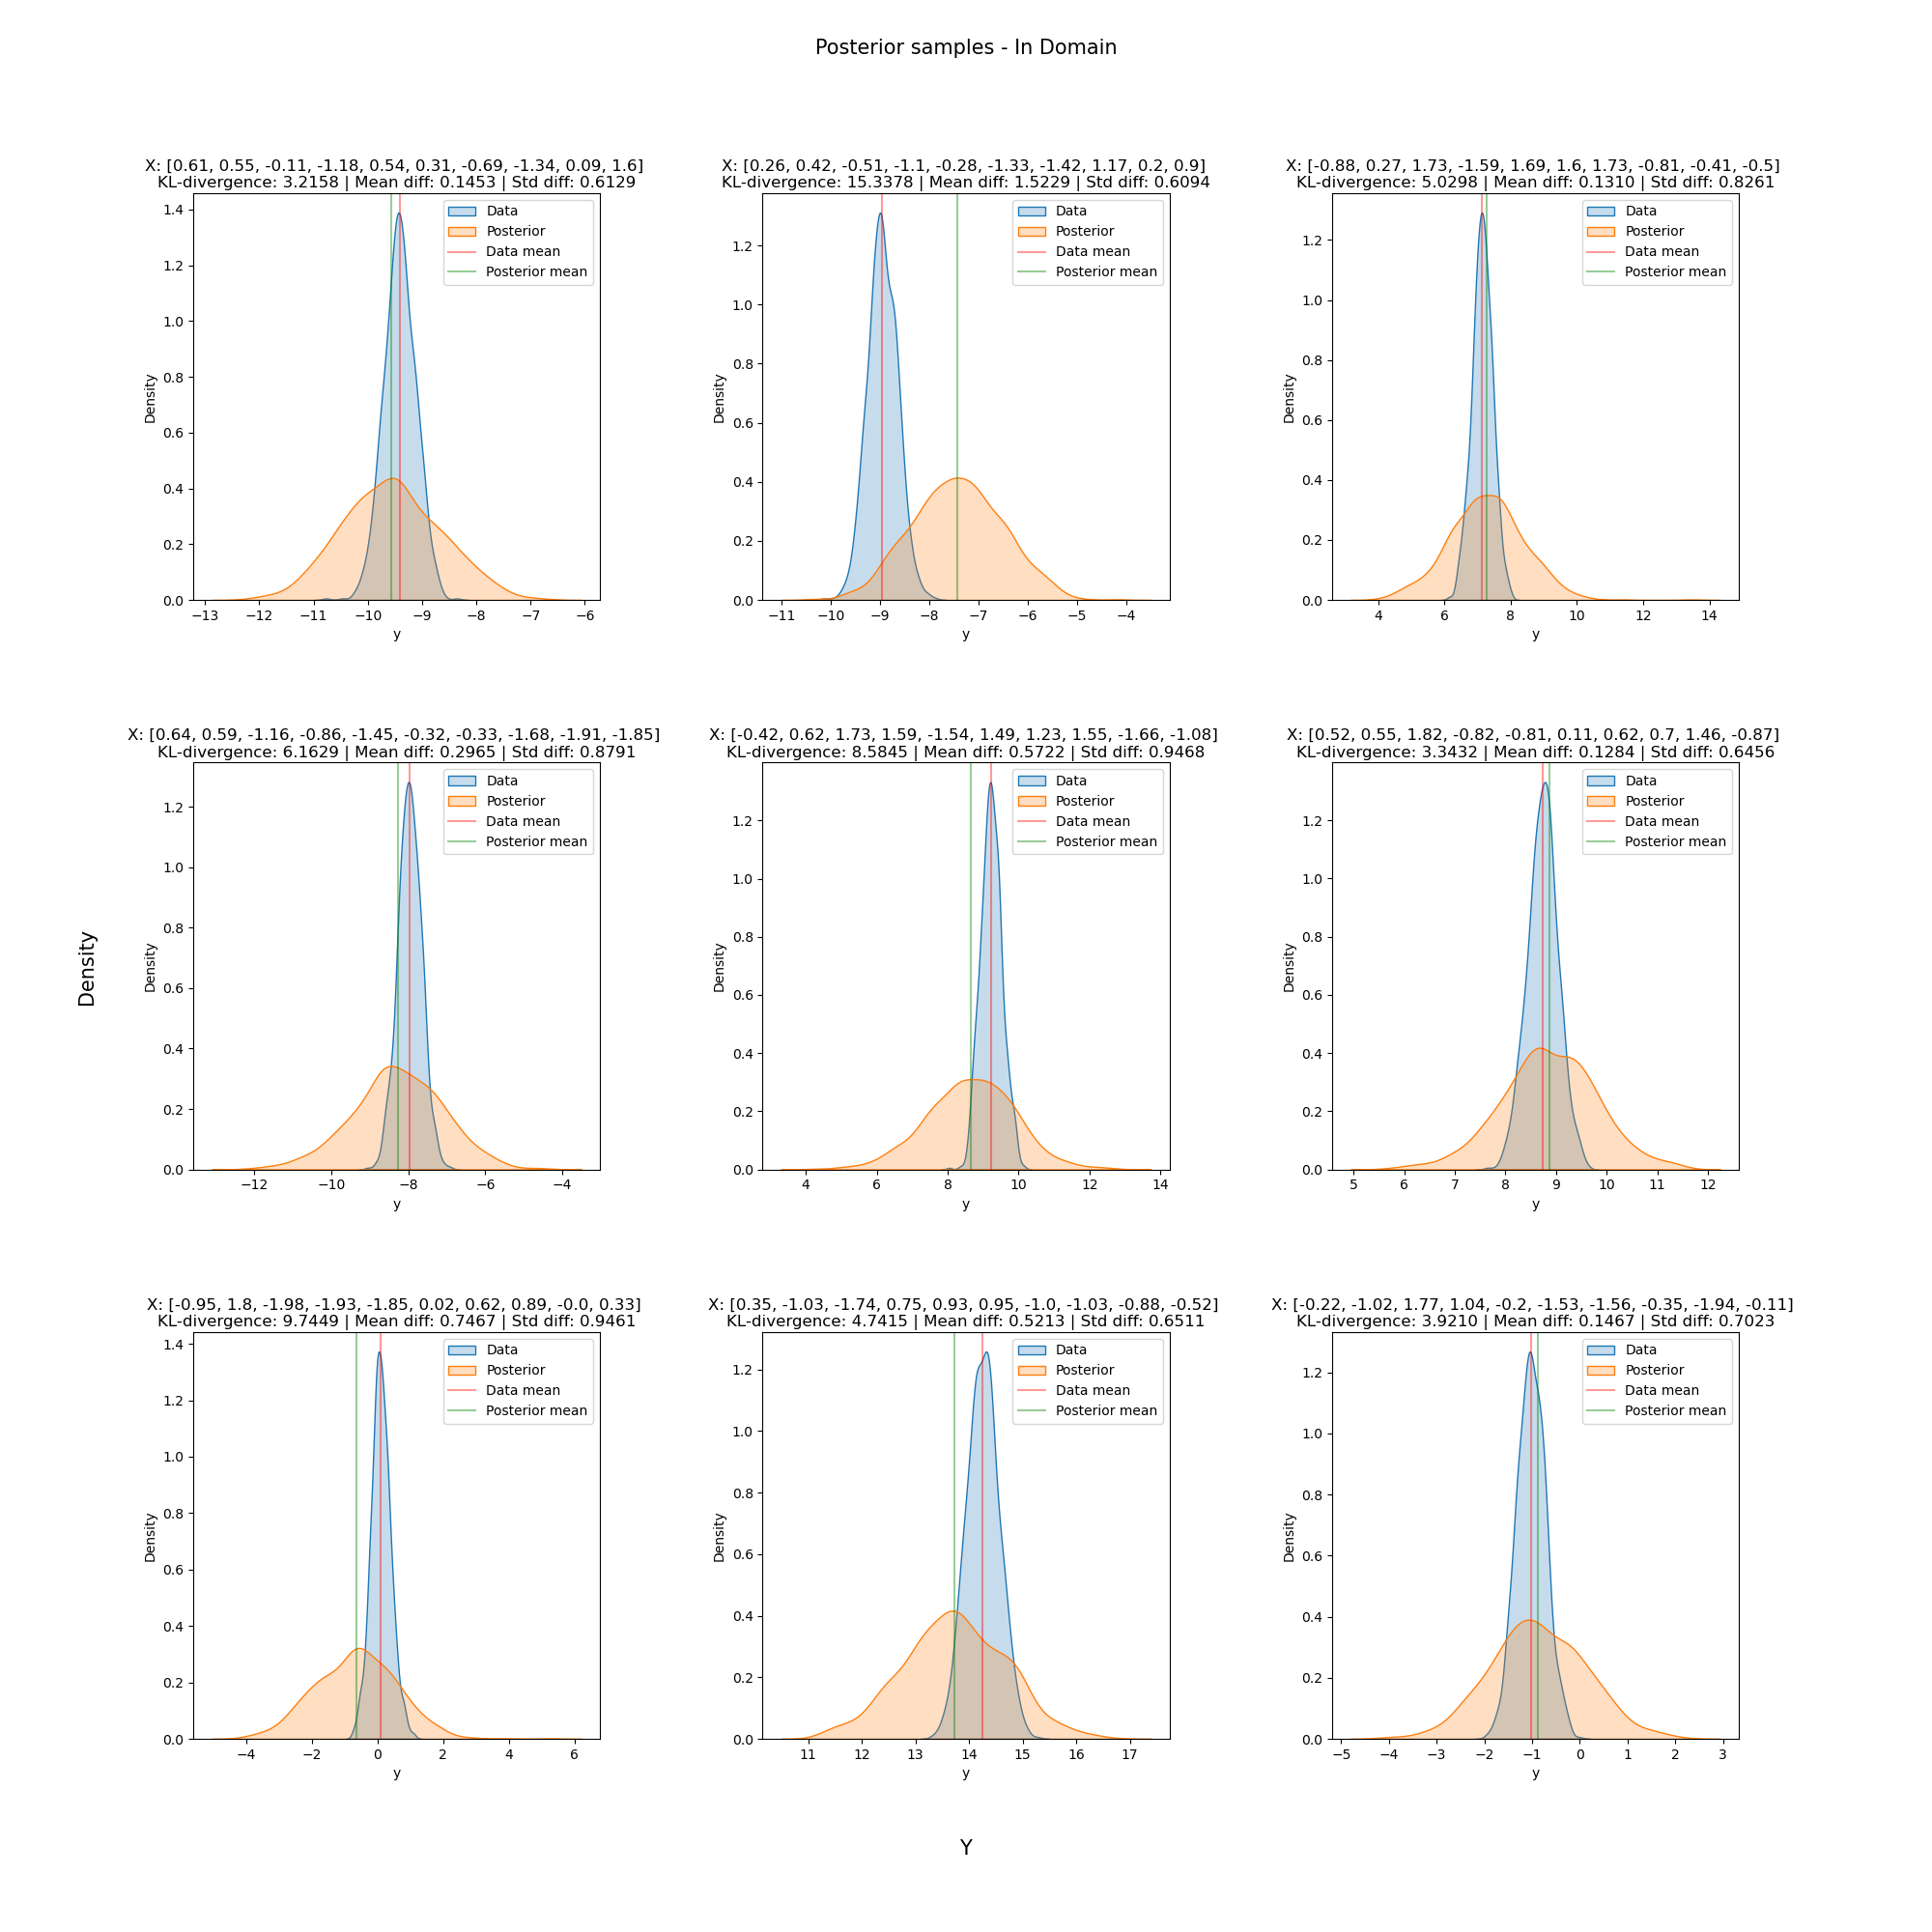 Posterior samples - In Domain
X: [0.61, 0.55, -0.11, -1.18, 0.54, 0.31, -0.69, -1.34, 0.09, 1.6]
KL-divergence: 3.2158 | Mean diff: 0.1453 | Std diff: 0.6129
1.4
1.2
1.0
0.8
0.6
0.4
0.2
0.0
Density
Data
Posterior
Data mean
Posterior mean
−13 −12 −11 −10 −9 −8 −7 −6
y
X: [0.26, 0.42, -0.51, -1.1, -0.28, -1.33, -1.42, 1.17, 0.2, 0.9]
KL-divergence: 15.3378 | Mean diff: 1.5229 | Std diff: 0.6094
1.2
1.0
0.8
0.6
0.4
0.2
0.0
Density
Data
Posterior
Data mean
Posterior mean
−11 −10 −9 −8 −7 −6 −5 −4
y
X: [-0.88, 0.27, 1.73, -1.59, 1.69, 1.6, 1.73, -0.81, -0.41, -0.5]
KL-divergence: 5.0298 | Mean diff: 0.1310 | Std diff: 0.8261
1.2
1.0
0.8
0.6
0.4
0.2
0.0
Density
Data
Posterior
Data mean
Posterior mean
4 6 8 10 12 14
y
Density
X: [0.64, 0.59, -1.16, -0.86, -1.45, -0.32, -0.33, -1.68, -1.91, -1.85]
KL-divergence: 6.1629 | Mean diff: 0.2965 | Std diff: 0.8791
1.2
1.0
0.8
0.6
0.4
0.2
0.0
Density
Data
Posterior
Data mean
Posterior mean
−12 −10 −8 −6 −4
y
X: [-0.42, 0.62, 1.73, 1.59, -1.54, 1.49, 1.23, 1.55, -1.66, -1.08]
KL-divergence: 8.5845 | Mean diff: 0.5722 | Std diff: 0.9468
1.2
1.0
0.8
0.6
0.4
0.2
0.0
Density
Data
Posterior
Data mean
Posterior mean
4 6 8 10 12 14
y
X: [0.52, 0.55, 1.82, -0.82, -0.81, 0.11, 0.62, 0.7, 1.46, -0.87]
KL-divergence: 3.3432 | Mean diff: 0.1284 | Std diff: 0.6456
1.2
1.0
0.8
0.6
0.4
0.2
0.0
Density
Data
Posterior
Data mean
Posterior mean
5 6 7 8 9 10 11 12
y
X: [-0.95, 1.8, -1.98, -1.93, -1.85, 0.02, 0.62, 0.89, -0.0, 0.33]
KL-divergence: 9.7449 | Mean diff: 0.7467 | Std diff: 0.9461
1.4
1.2
1.0
0.8
0.6
0.4
0.2
0.0
Density
Data
Posterior
Data mean
Posterior mean
−4 −2 0 2 4 6
y
X: [0.35, -1.03, -1.74, 0.75, 0.93, 0.95, -1.0, -1.03, -0.88, -0.52]
KL-divergence: 4.7415 | Mean diff: 0.5213 | Std diff: 0.6511
1.2
1.0
0.8
0.6
0.4
0.2
0.0
Density
Data
Posterior
Data mean
Posterior mean
11 12 13 14 15 16 17
y
X: [-0.22, -1.02, 1.77, 1.04, -0.2, -1.53, -1.56, -0.35, -1.94, -0.11]
KL-divergence: 3.9210 | Mean diff: 0.1467 | Std diff: 0.7023
1.2
1.0
0.8
0.6
0.4
0.2
0.0
Density
Data
Posterior
Data mean
Posterior mean
−5 −4 −3 −2 −1 0 1 2 3
y
Y